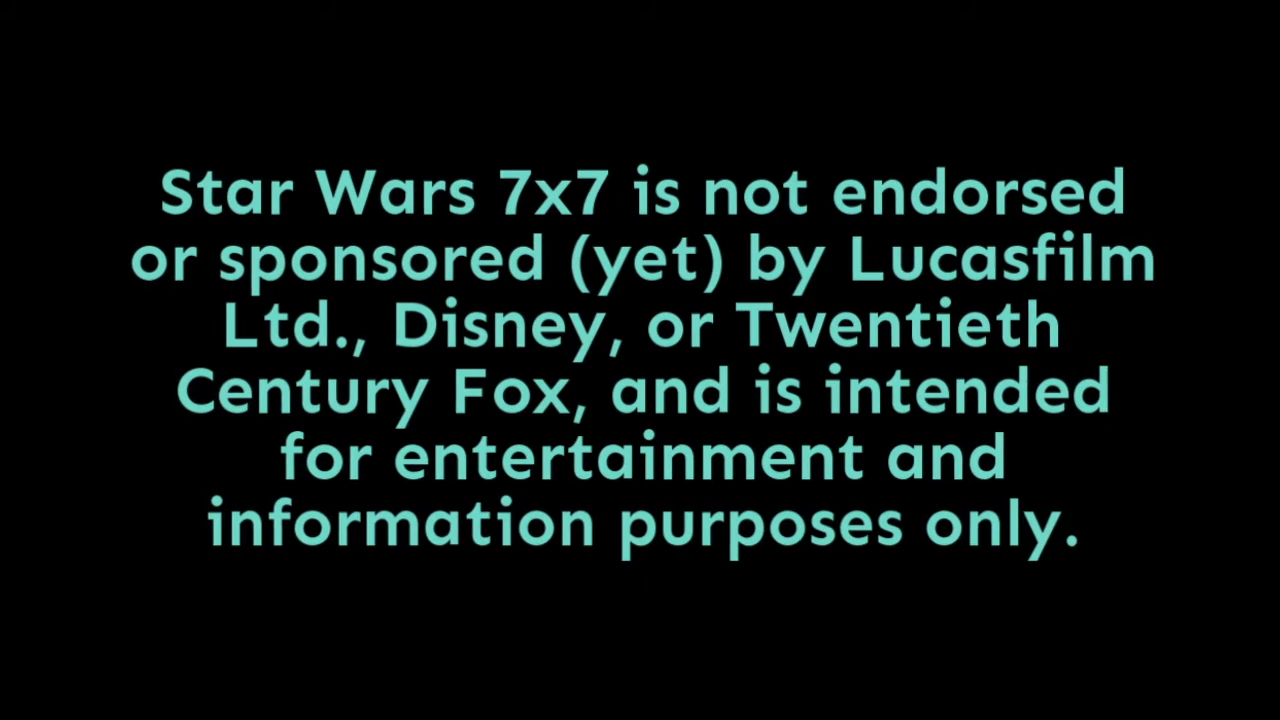 Star Wars 7x7 is not endorsed
or sponsored (yet) by Lucasfilm
Ltd., Disney, or Twentieth
Century Fox, and is intended
for entertainment and
information purposes only.